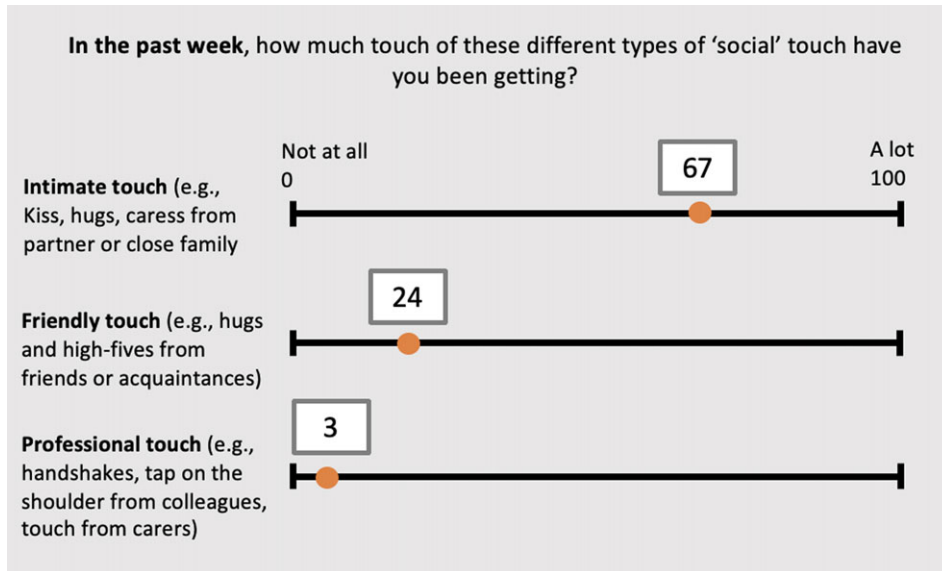 In the past week, how much touch of these different types of ‘social’ touch have
you been getting?
Not at all
0
67
A lot
100
Intimate touch (e.g.,
Kiss, hugs, caress from
partner or close family
24
Friendly touch (e.g., hugs
and high-fives from
friends or acquaintances)
3
Professional touch (e.g.,
handshakes, tap on the
shoulder from colleagues,
touch from carers)